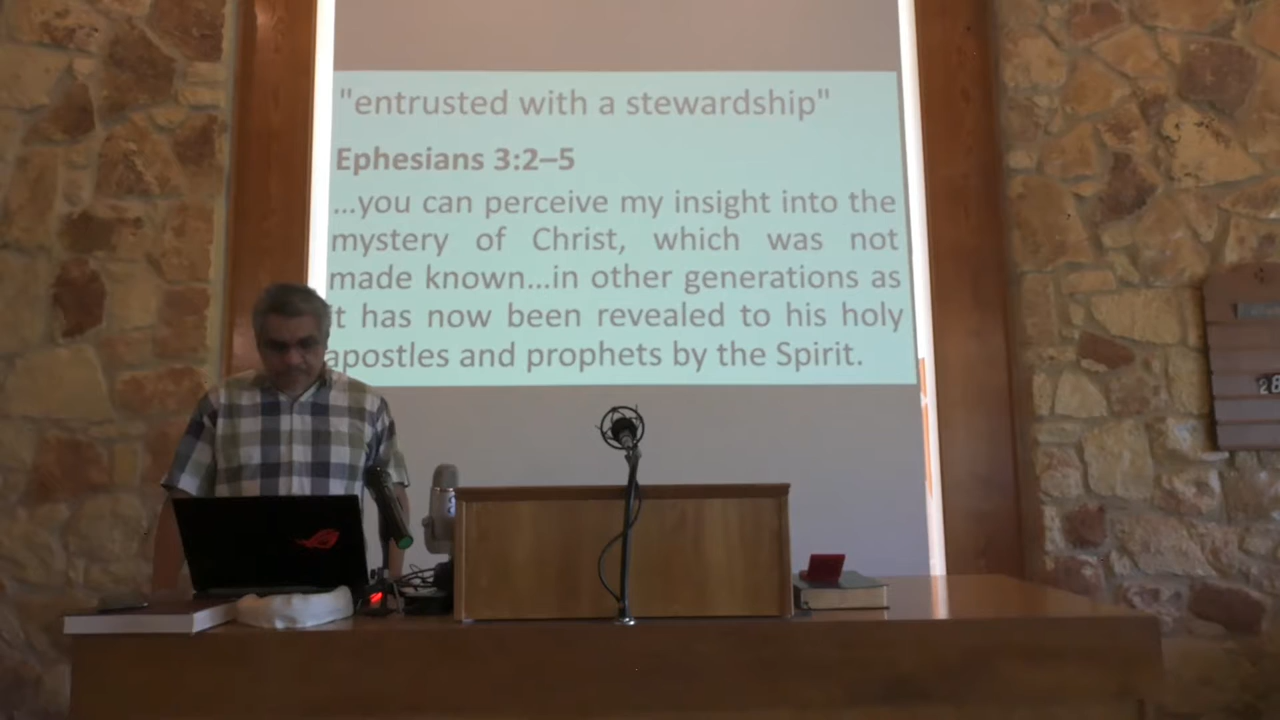 "entrusted with a stewardship"
Ephesians 3:2–5
...you can perceive my insight into the
mystery of Christ, which was not
made known...in other generations as
it has now been revealed to his holy
apostles and prophets by the Spirit.
28